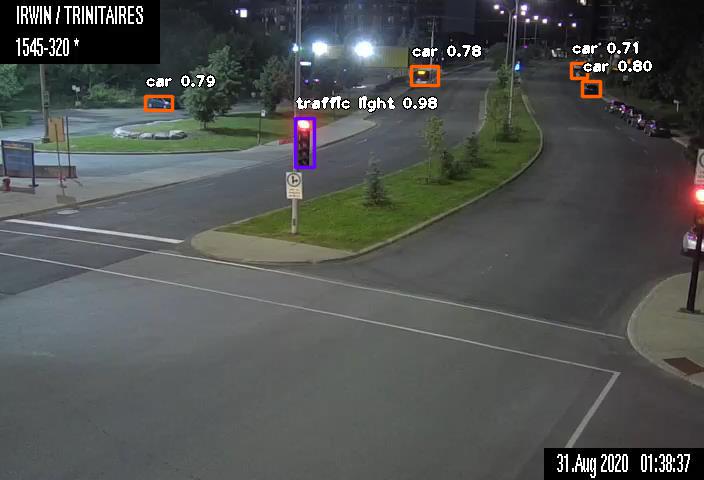 IRWIN / TRINITAIRES
1545-320 *
car 0.78
car 0.71
car 0.80
car 0.79
traffic light 0.98
31.Aug 2020 01:38:37